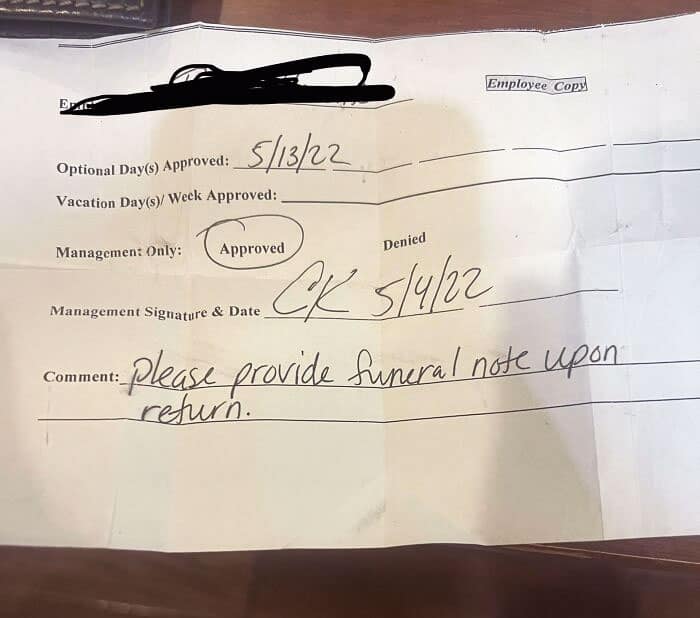 Employee Copy
Optional Day(s) Approved: 5/13/22
Vacation Day(s)/ Week Approved:
Management Only: Approved Denied
Management Signature & Date CK 5/4/22
Comment: please provide funeral note upon
return.